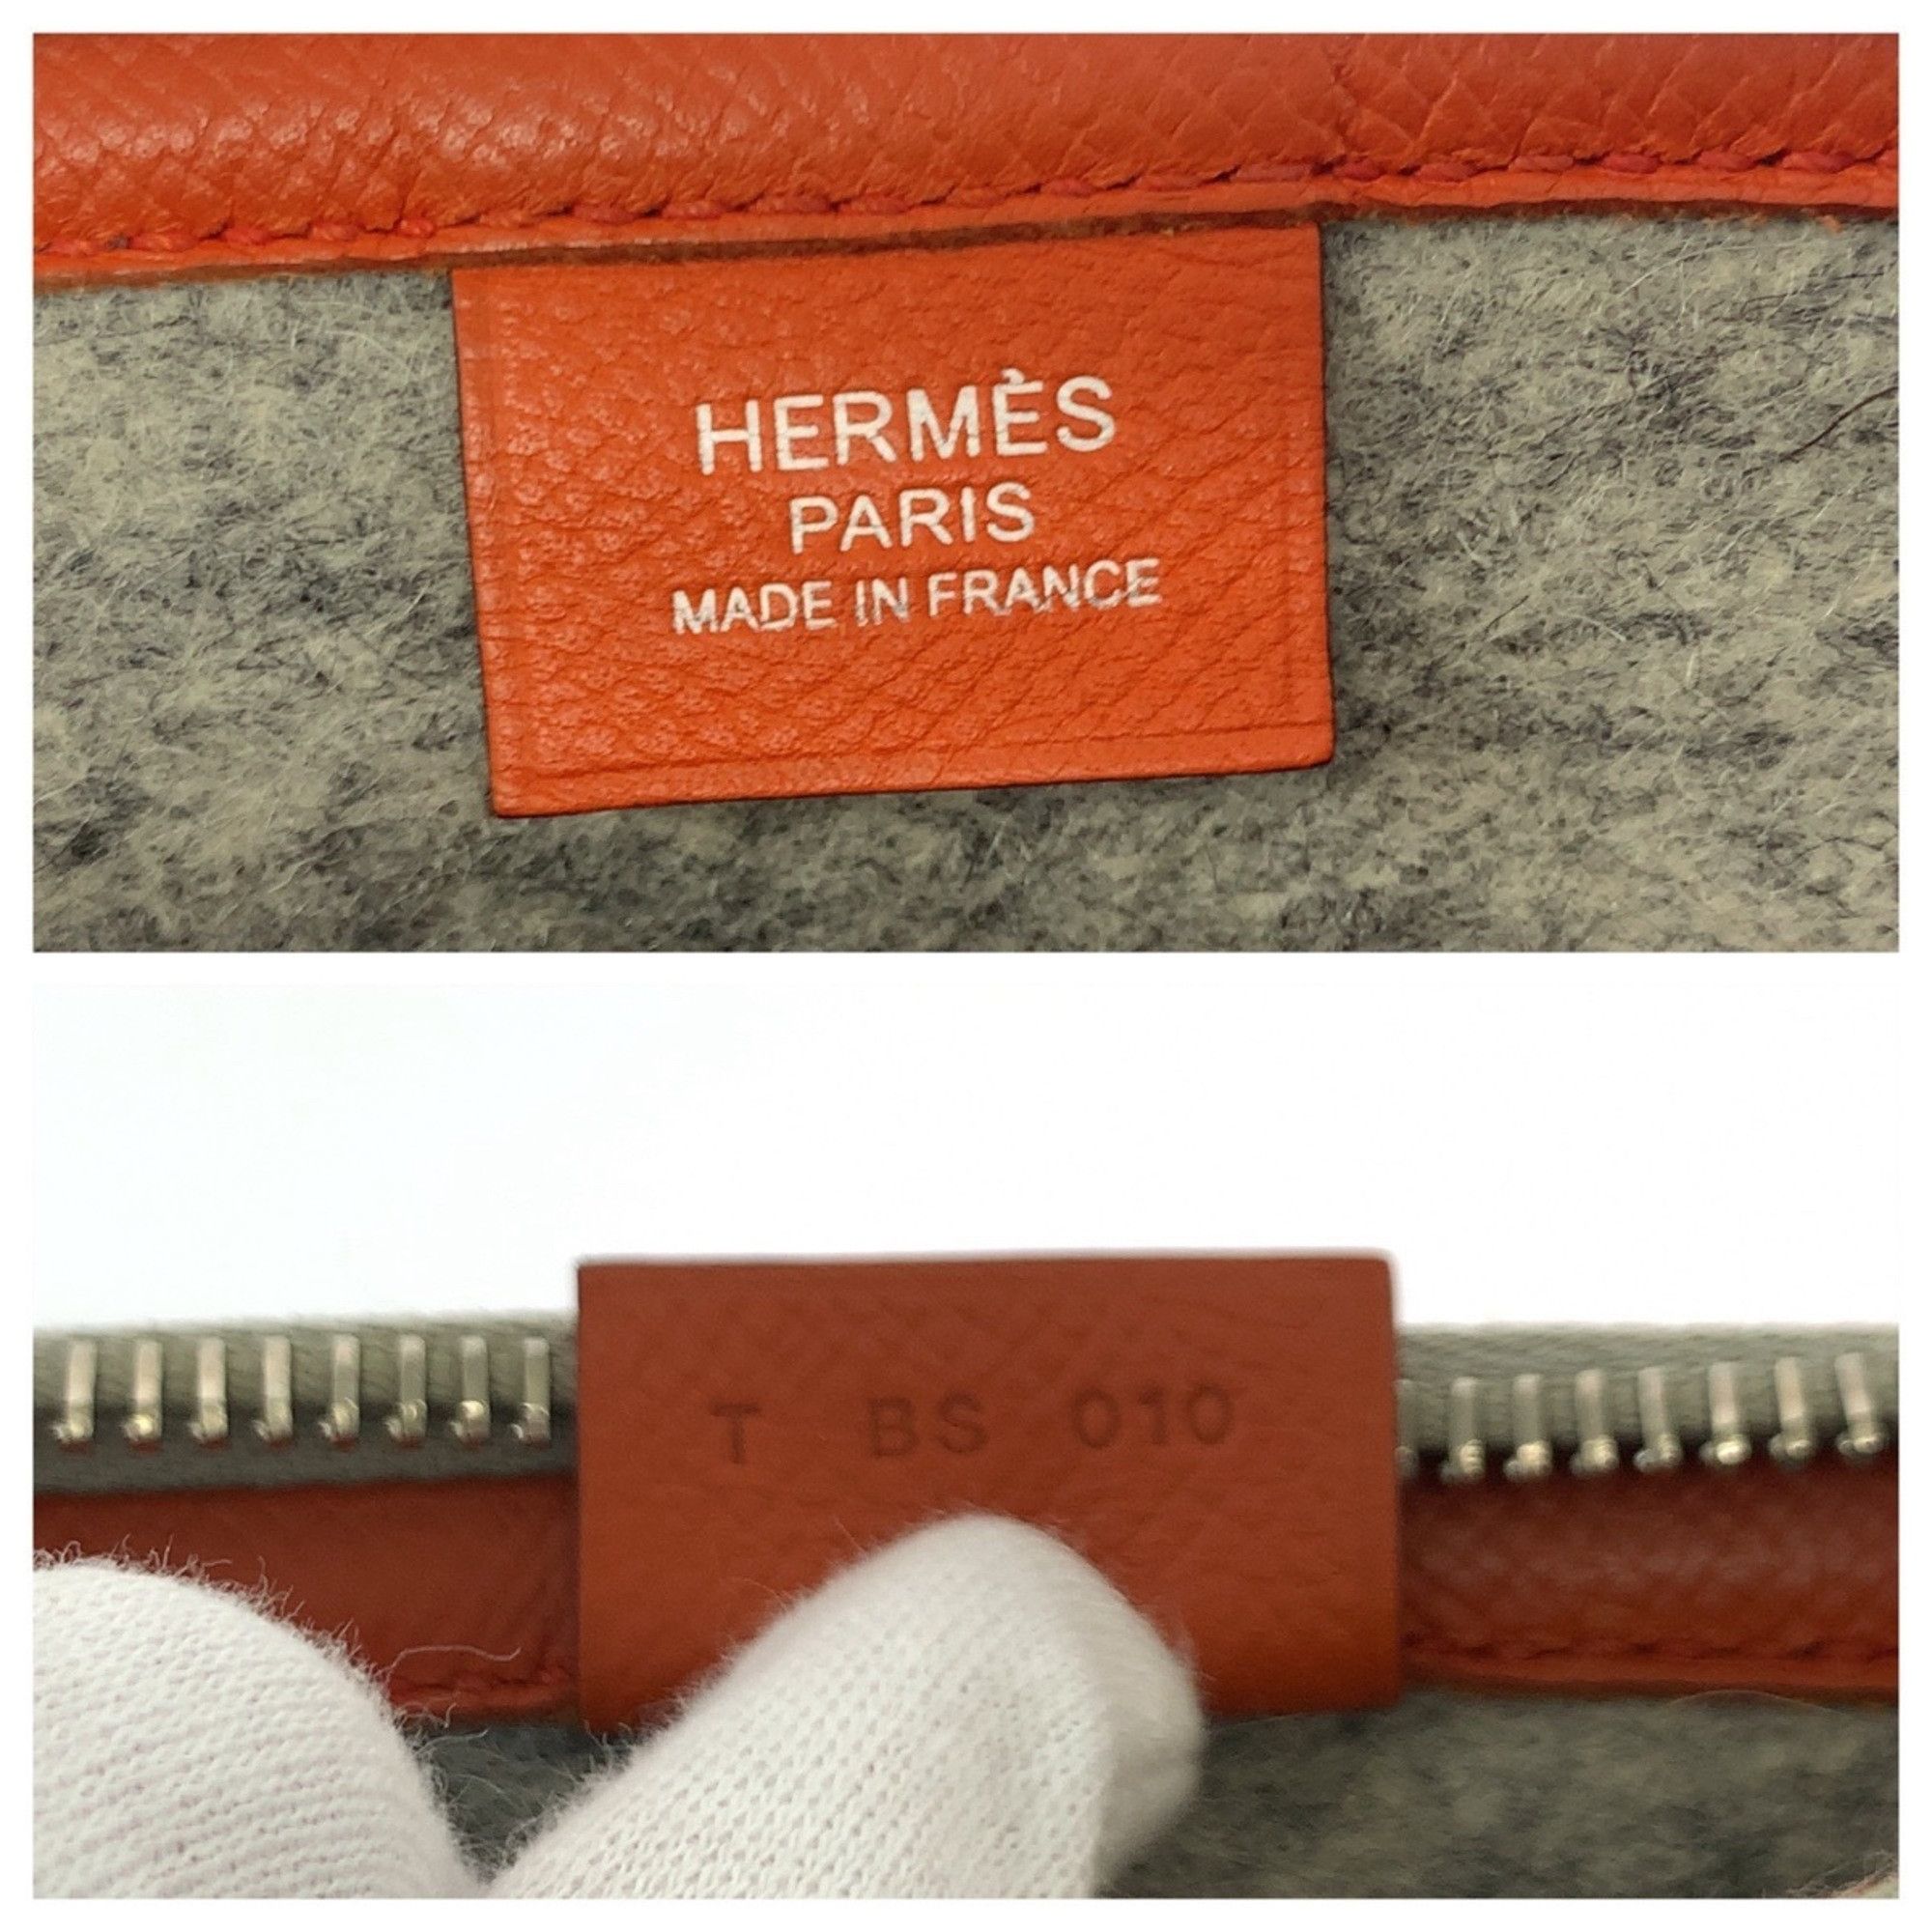 HERMÈS
PARIS
MADE IN FRANCE
T BS 010